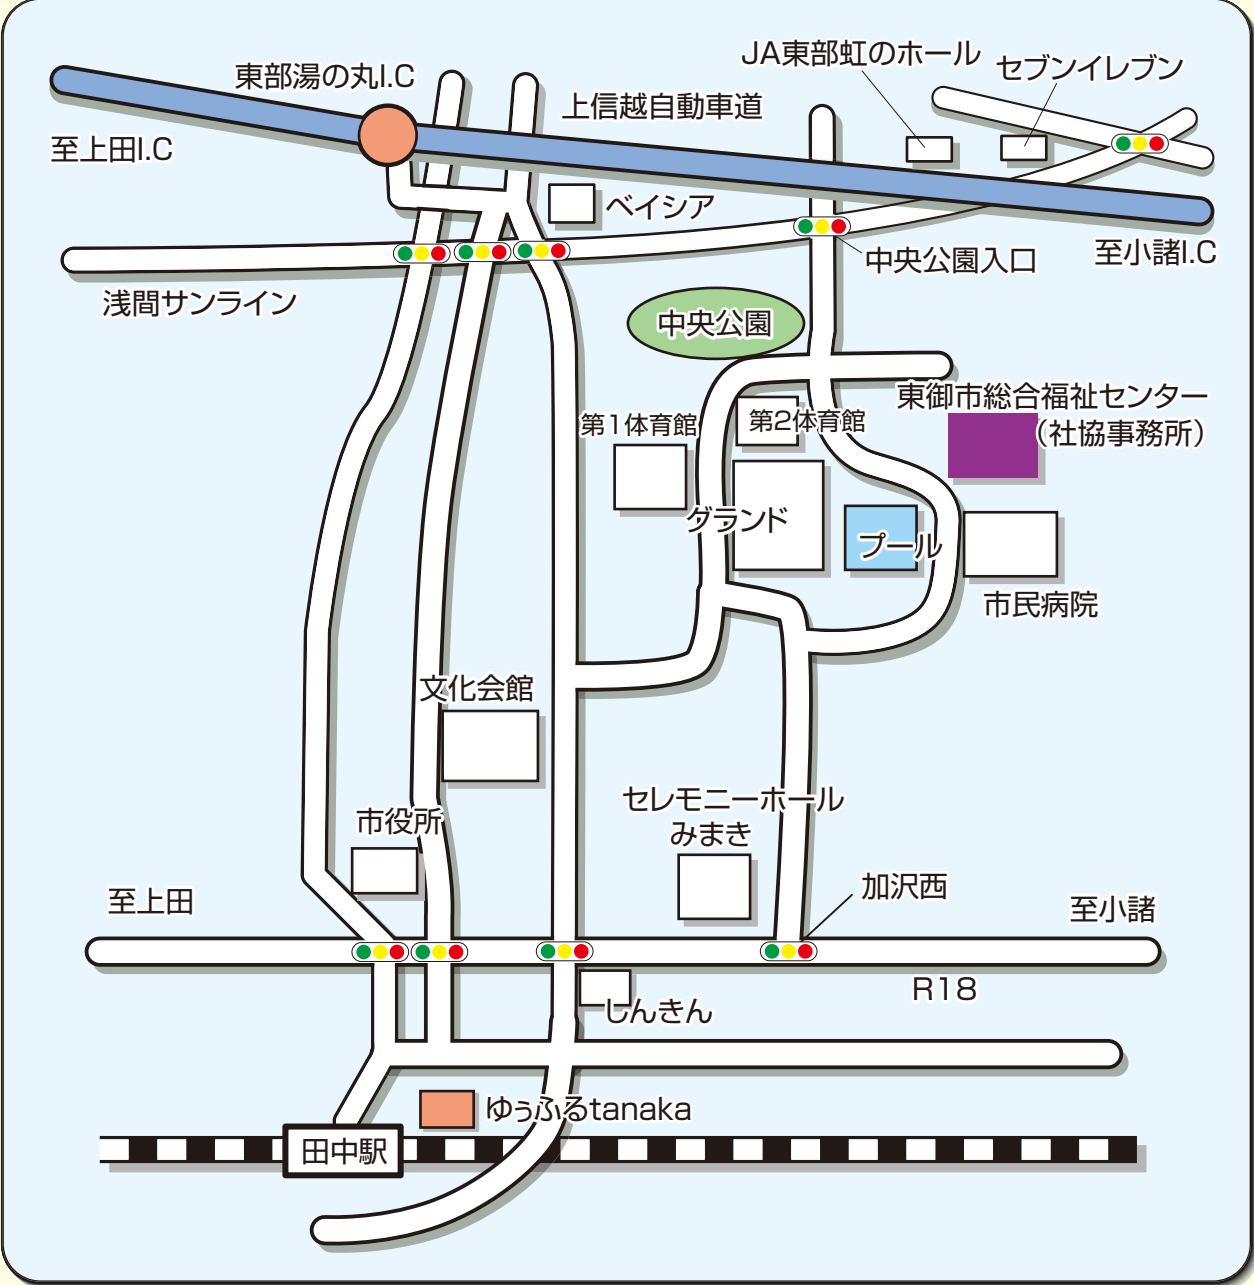 JA東部虹のホール
セブンイレブン
東部湯の丸I.C
上信越自動車道
至上田I.C
ベイシア
中央公園入口
至小諸I.C
浅間サンライン
中央公園
東御市総合福祉センター
（社協事務所）
第1体育館
第2体育館
グランド
プール
市民病院
文化会館
セレモニーホール
みまき
市役所
加沢西
至上田
至小諸
R18
しんきん
ゆぅふるtanaka
田中駅